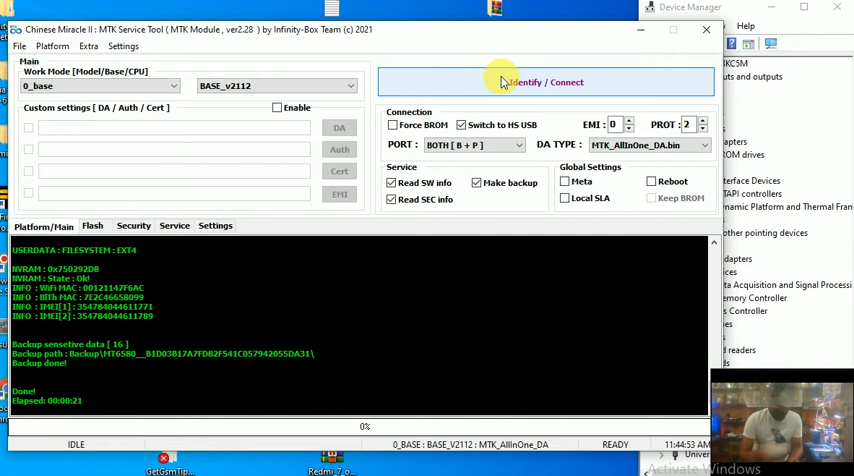 Chinese Miracle II : MTK Service Tool ( MTK Module , ver2.28 ) by Infinity-Box Team (c) 2021
Device Manager
File Platform Extra Settings
Help
Main
Work Mode [Model/Base/CPU]
0_base
BASE_v2112
Identify / Connect
Custom settings [ DA / Auth / Cert ]
Enable
DA
Auth
Cert
EMI
Connection
Force BROM
Switch to HS USB
EMI : 0
PROT : 2
PORT :
BOTH [ B + P ]
DA TYPE :
MTK_AllInOne_DA.bin
Service
Read SW info
Make backup
Read SEC info
Global Settings
Meta
Reboot
Local SLA
Keep BROM
Platform/Main Flash Security Service Settings
USERDATA : FILESYSTEM : EXT4
NVRAM : 0x750292D8
NVRAM : State : Ok!
INFO : WiFi MAC : 00121147F6AC
INFO : BlTh MAC : 7E2C46658099
INFO : IMEI[1] : 354784044611771
INFO : IMEI[2] : 354784044611789
Backup sensetive data [ 16 ]
Backup path : Backup\MT6580__B1D03B17A7FD82F541C057942055DA31\
Backup done!
Done!
Elapsed: 00:00:21
0%
IDLE
0_BASE : BASE_V2112 : MTK_AllInOne_DA
READY
11:44:53 AM
KC5M
uts and outputs
apters
ROM drives
erface Devices
TAPI controllers
namic Platform and Thermal Fram
other pointing devices
dapters
ices
ta Acquisition and Signal Processi
emory Controller
s Controller
res
d readers
ds
Univer
Activate Windows
GetGsmTip...
Redmi_7_o...